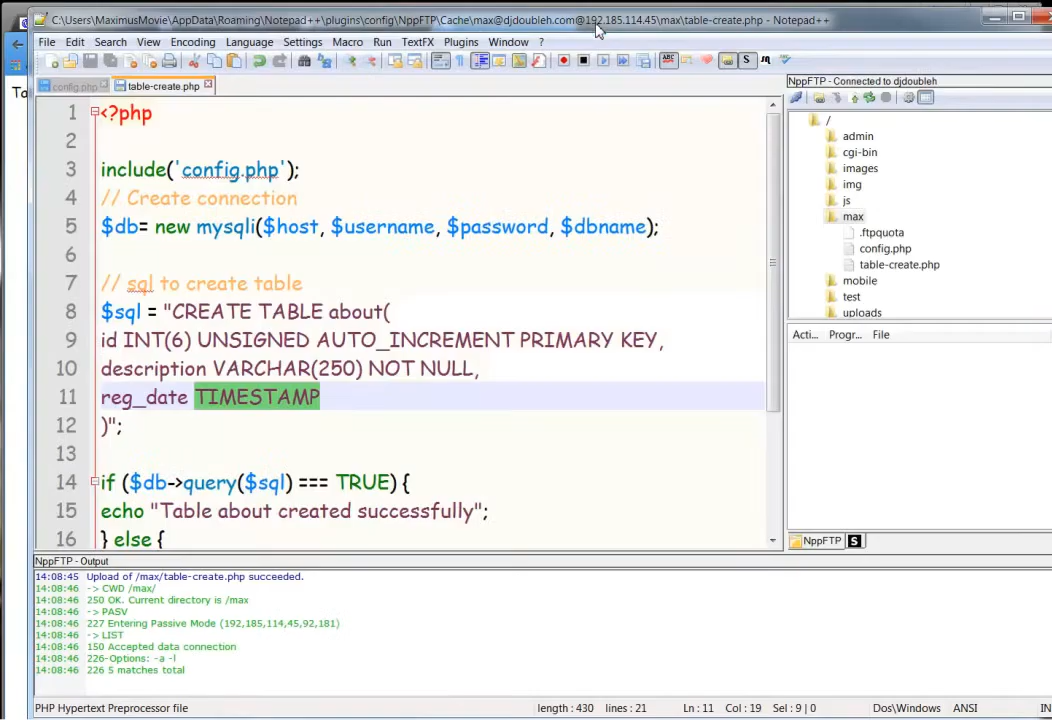 C:\Users\MaximusMovie\AppData\Roaming\Notepad++\plugins\config\NppFTP\Cache\max@djdoubleh.com@192.185.114.45\max\table-create.php - Notepad++
File Edit Search View Encoding Language Settings Macro Run TextFX Plugins Window ?
config.php table-create.php
Ta
1 <?php
2
3 include('config.php');
4 // Create connection
5 $db= new mysqli($host, $username, $password, $dbname);
6
7 // sql to create table
8 $sql = "CREATE TABLE about(
9 id INT(6) UNSIGNED AUTO_INCREMENT PRIMARY KEY,
10 description VARCHAR(250) NOT NULL,
11 reg_date TIMESTAMP
12 )";
13
14 if ($db->query($sql) === TRUE) {
15 echo "Table about created successfully";
16 } else {
NppFTP - Connected to djdoubleh
/
admin
cgi-bin
images
img
js
max
.ftpquota
config.php
table-create.php
mobile
test
uploads
Acti... Progr... File
NppFTP S
NppFTP - Output
14:08:45 Upload of /max/table-create.php succeeded.
14:08:46 -> CWD /max/
14:08:46 250 OK. Current directory is /max
14:08:46 -> PASV
14:08:46 227 Entering Passive Mode (192,185,114,45,92,181)
14:08:46 -> LIST
14:08:46 150 Accepted data connection
14:08:46 226-Options: -a -l
14:08:46 226 5 matches total
PHP Hypertext Preprocessor file length : 430 lines : 21 Ln : 11 Col : 19 Sel : 9 | 0 Dos\Windows ANSI IN